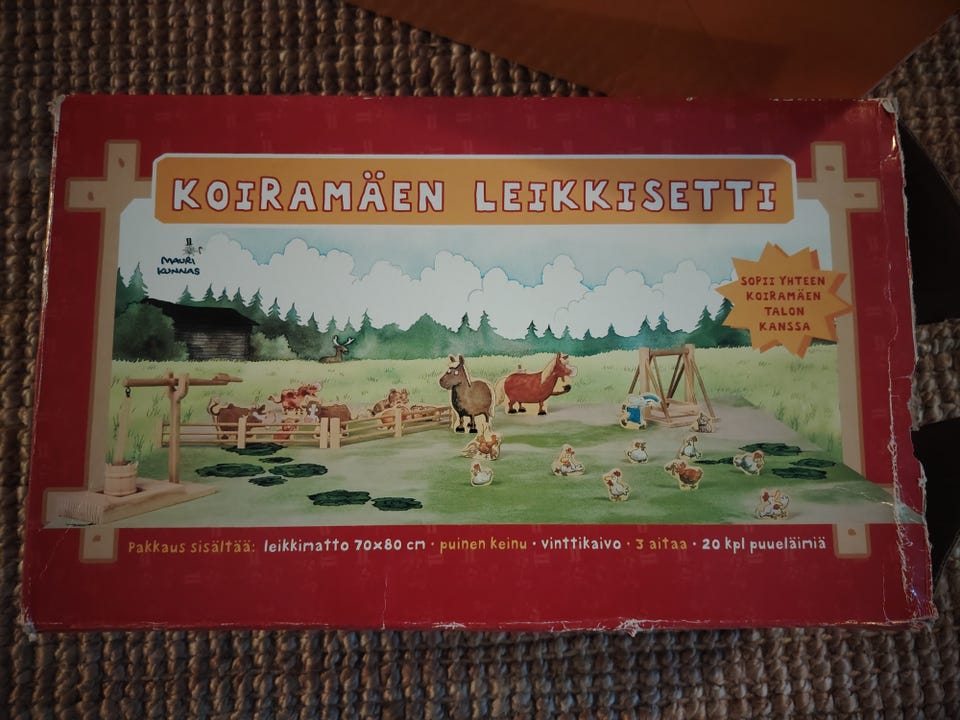 KOIRAMÄEN LEIKKISETTI
MAURI
KUNNAS
SOPII YHTEEN
KOIRAMÄEN
TALON
KANSSA
Pakkaus sisältää: leikkimatto 70x80 cm • puinen keinu • vinttikaivo • 3 aitaa • 20 kpl puueläimiä